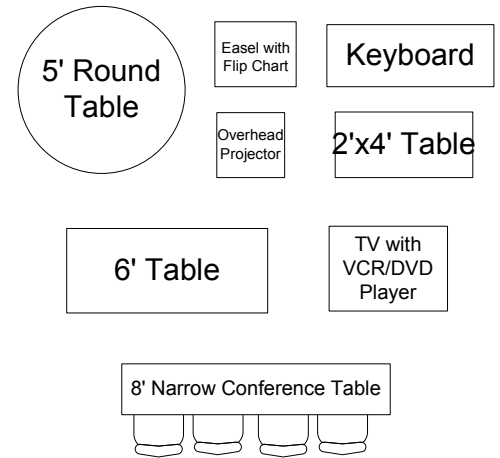 5' Round
Table
Easel with
Flip Chart
Keyboard
Overhead
Projector
2'x4' Table
6' Table
TV with
VCR/DVD
Player
8' Narrow Conference Table